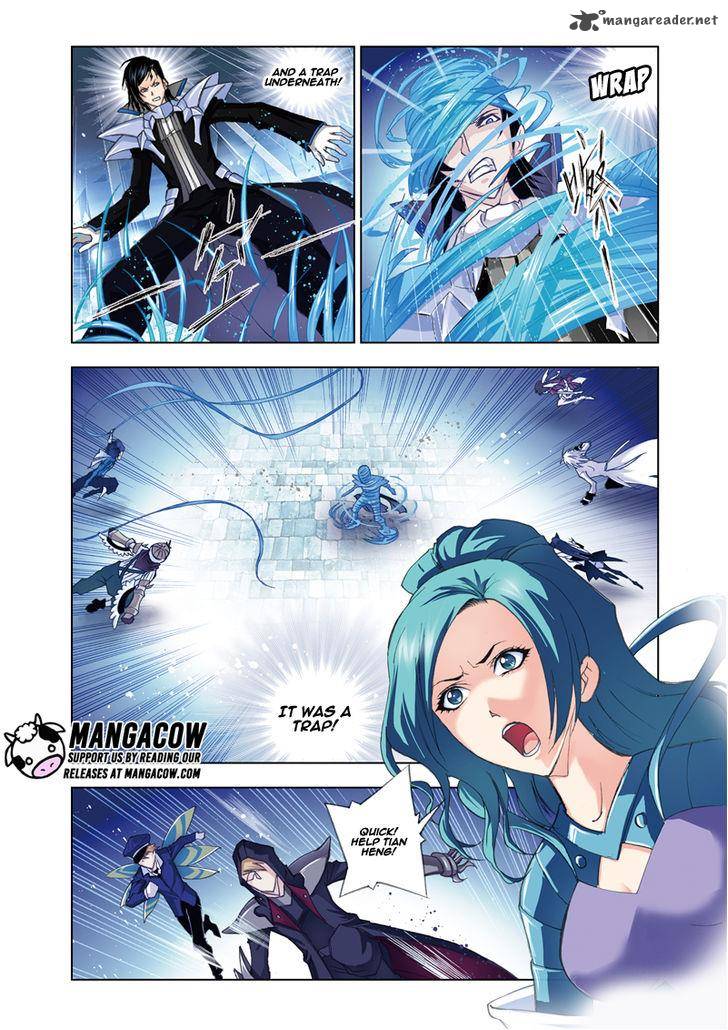 mangareader.net
AND A TRAP
UNDERNEATH!
WRAP
IT WAS A
TRAP!
MANGACOW
SUPPORT US BY READING OUR
RELEASES AT MANGACOW.COM
QUICK!
HELP TIAN
HENG!